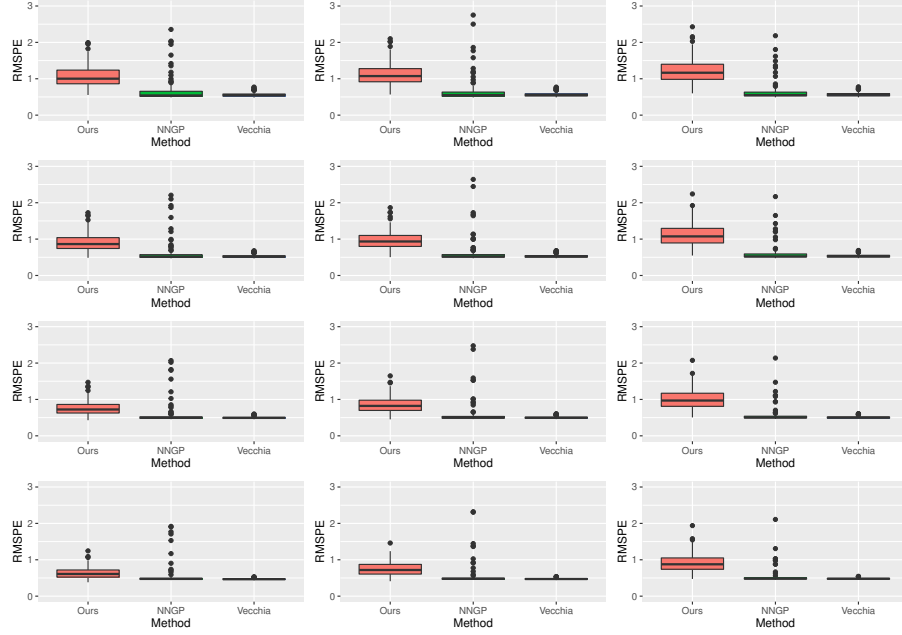 3
2
1
0
RMSPE
Ours NNGP Vecchia
Method
3
2
1
0
RMSPE
Ours NNGP Vecchia
Method
3
2
1
0
RMSPE
Ours NNGP Vecchia
Method
3
2
1
0
RMSPE
Ours NNGP Vecchia
Method
3
2
1
0
RMSPE
Ours NNGP Vecchia
Method
3
2
1
0
RMSPE
Ours NNGP Vecchia
Method
3
2
1
0
RMSPE
Ours NNGP Vecchia
Method
3
2
1
0
RMSPE
Ours NNGP Vecchia
Method
3
2
1
0
RMSPE
Ours NNGP Vecchia
Method
3
2
1
0
RMSPE
Ours NNGP Vecchia
Method
3
2
1
0
RMSPE
Ours NNGP Vecchia
Method
3
2
1
0
RMSPE
Ours NNGP Vecchia
Method